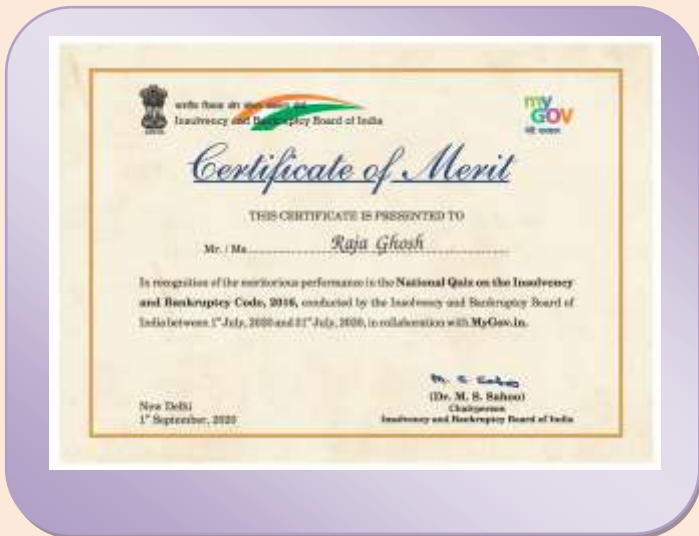 Insolvency and Bankruptcy Board of India
my
GOV
Certificate of Merit
THIS CERTIFICATE IS PRESENTED TO
Mr. / Ms. Raja Ghosh
In recognition of the meritorious performance in the National Quiz on the Insolvency
and Bankruptcy Code, 2016, conducted by the Insolvency and Bankruptcy Board of
India between 1st July, 2020 and 31st July, 2020, in collaboration with MyGov.in.
(Dr. M. S. Sahoo)
Chairperson
Insolvency and Bankruptcy Board of India
New Delhi
1st September, 2020